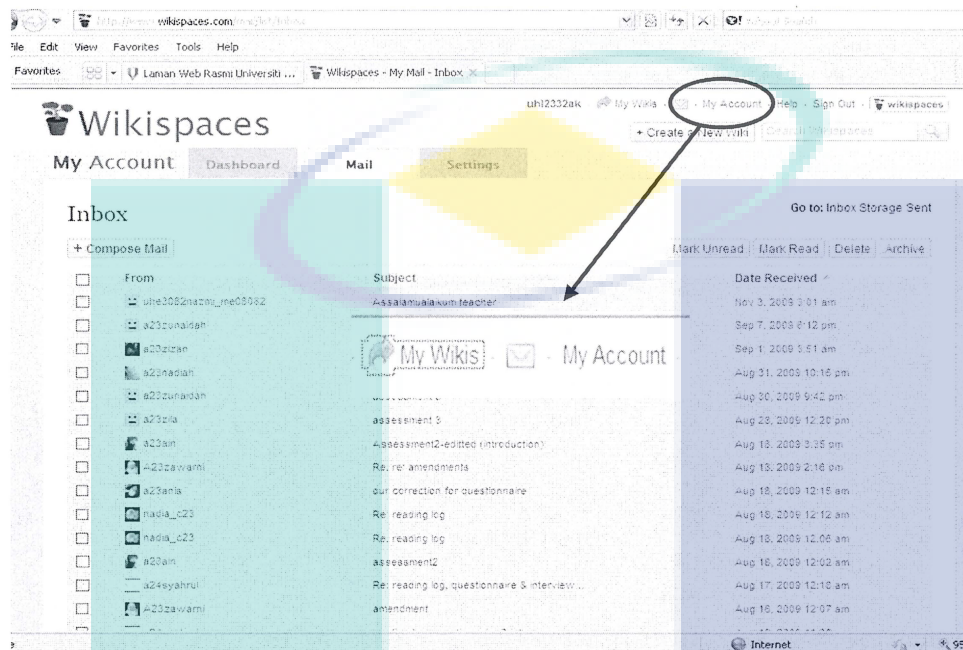 wikispaces.com
File Edit View Favorites Tools Help
Favorites Laman Web Rasmi Universiti ... Wikispaces - My Mail - Inbox
uhl2332ak My Wikis My Account Help Sign Out wikispaces
Wikispaces
+ Create a New Wiki Search Wikispaces
My Account Dashboard Mail Settings
Inbox
Go to: Inbox Storage Sent
+ Compose Mail Mark Unread Mark Read Delete Archive
From Subject Date Received
Assalamualaikum teacher Nov 3, 2009 3:01 am
a23zunaidah Sep 7, 2009 6:12 pm
a23zizan Sep 1, 2009 3:51 am
My Wikis My Account
a23nadiah Aug 31, 2009 10:16 pm
a23zunaidah Aug 30, 2009 9:42 pm
a23zila assessment 3 Aug 23, 2009 12:20 pm
a23ain Assessment2-editted (introduction) Aug 18, 2009 3:35 pm
A23zawarni Re: re: amendments Aug 18, 2009 2:16 pm
a23anis our correction for questionnaire Aug 18, 2009 12:15 am
nadia_c23 Re: reading log Aug 18, 2009 12:12 am
nadia_c23 Re: reading log Aug 18, 2009 12:06 am
a23ain assessment2 Aug 18, 2009 12:02 am
a24syahrul Re: reading log, questionnaire & interview ... Aug 17, 2009 12:18 am
A23zawarni amendment Aug 16, 2009 12:07 am
Internet